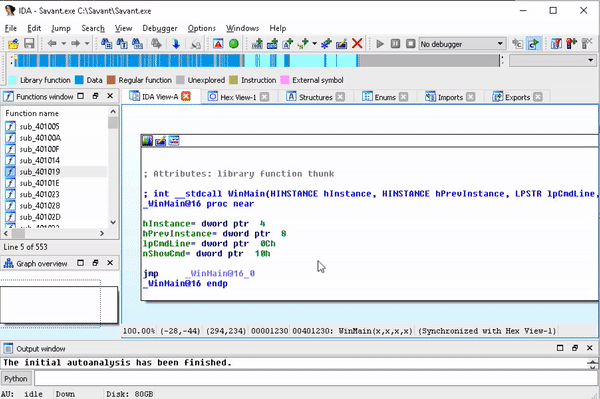 IDA - Savant.exe C:\Savant\Savant.exe
File Edit Jump Search View Debugger Options Windows Help
No debugger
Library function Data Regular function Unexplored Instruction External symbol
Functions window
IDA View-A Hex View-1 Structures Enums Imports Exports
Function name
sub_401005
sub_40100A
sub_40100F
sub_401014
sub_401019
sub_40101E
sub_401023
sub_401028
sub_40102D
Line 5 of 553
Graph overview
; Attributes: library function thunk
; int __stdcall WinMain(HINSTANCE hInstance, HINSTANCE hPrevInstance, LPSTR lpCmdLine,
_WinMain@16 proc near
hInstance= dword ptr 4
hPrevInstance= dword ptr 8
lpCmdLine= dword ptr 0Ch
nShowCmd= dword ptr 10h
jmp _WinMain@16_0
_WinMain@16 endp
100.00% (-28,-44) (294,234) 00001230 00401230: WinMain(x,x,x,x) (Synchronized with Hex View-1)
Output window
The initial autoanalysis has been finished.
Python
AU: idle Down Disk: 80GB